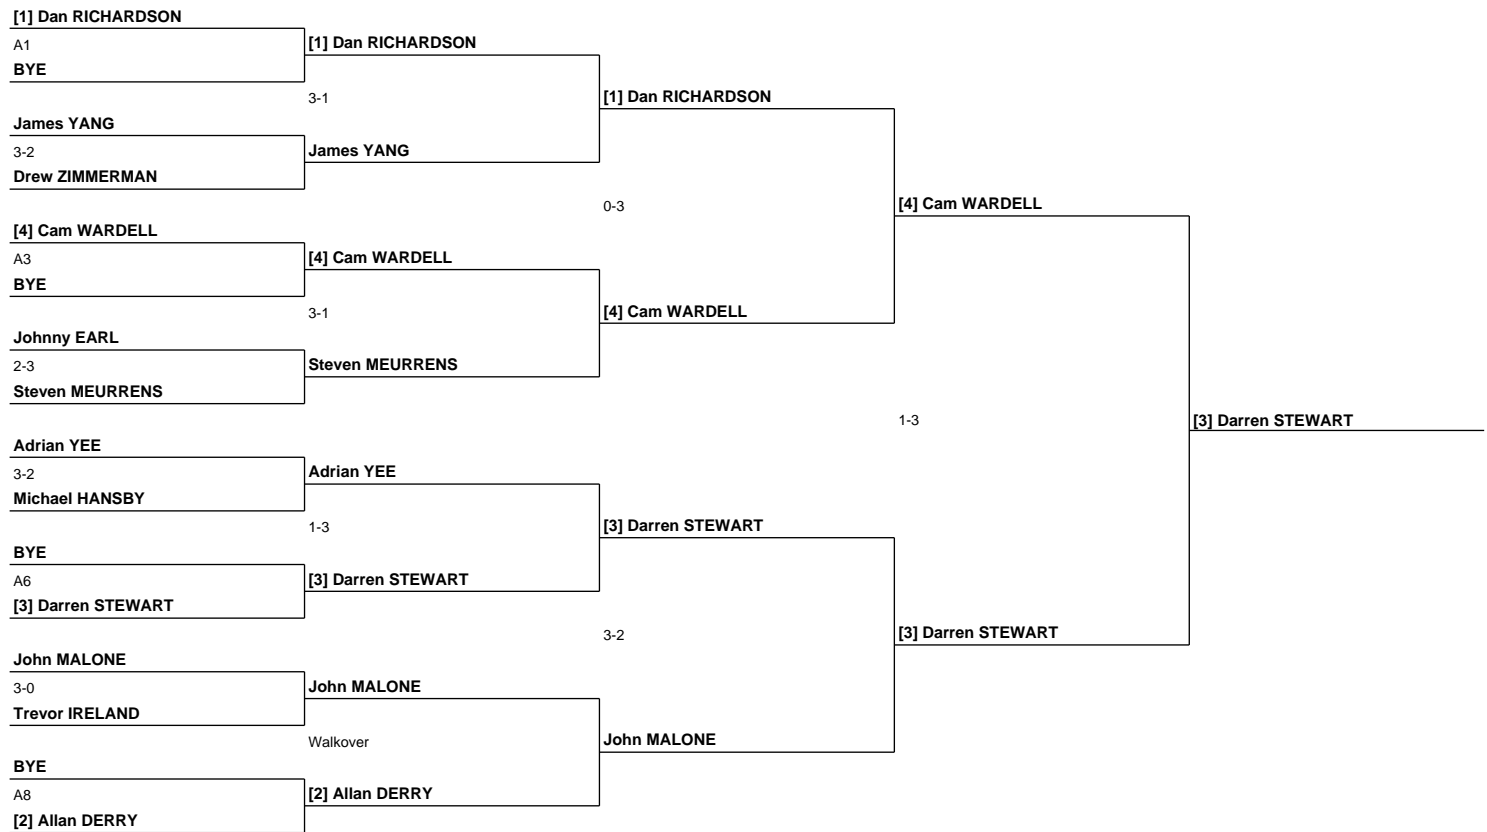 [1] Dan RICHARDSON
A1
BYE
James YANG
3-2
Drew ZIMMERMAN
[4] Cam WARDELL
A3
BYE
Johnny EARL
2-3
Steven MEURRENS
Adrian YEE
3-2
Michael HANSBY
BYE
A6
[3] Darren STEWART
John MALONE
3-0
Trevor IRELAND
BYE
A8
[2] Allan DERRY
[1] Dan RICHARDSON
3-1
James YANG
[4] Cam WARDELL
3-1
Steven MEURRENS
Adrian YEE
1-3
[3] Darren STEWART
John MALONE
Walkover
[2] Allan DERRY
[1] Dan RICHARDSON
0-3
[4] Cam WARDELL
[3] Darren STEWART
3-2
John MALONE
[4] Cam WARDELL
1-3
[3] Darren STEWART
[3] Darren STEWART